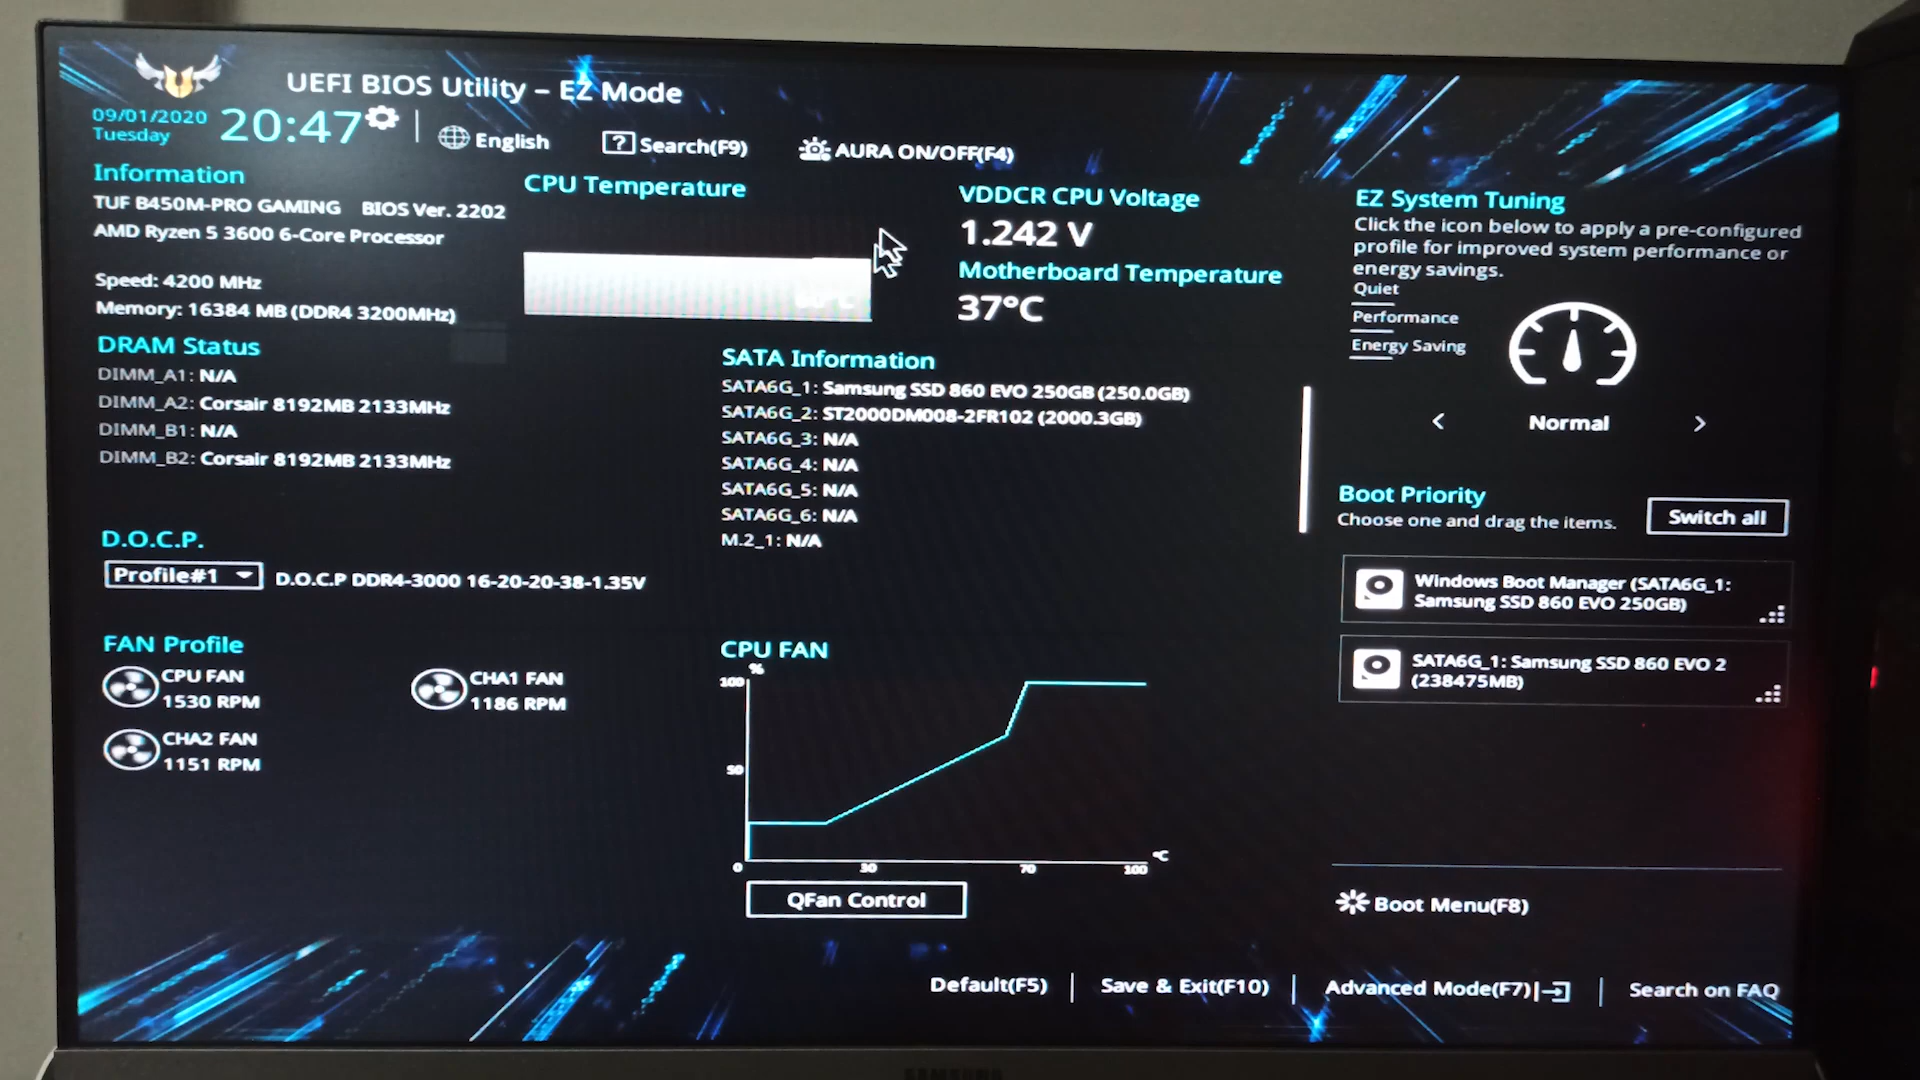 UEFI BIOS Utility – EZ Mode
09/01/2020
Tuesday
20:47
English
Search(F9)
AURA ON/OFF(F4)
Information
TUF B450M-PRO GAMING BIOS Ver. 2202
AMD Ryzen 5 3600 6-Core Processor
Speed: 4200 MHz
Memory: 16384 MB (DDR4 3200MHz)
CPU Temperature
VDDCR CPU Voltage
1.242 V
Motherboard Temperature
37°C
EZ System Tuning
Click the icon below to apply a pre-configured
profile for improved system performance or
energy savings.
Quiet
Performance
Energy Saving
Normal
DRAM Status
DIMM_A1: N/A
DIMM_A2: Corsair 8192MB 2133MHz
DIMM_B1: N/A
DIMM_B2: Corsair 8192MB 2133MHz
SATA Information
SATA6G_1: Samsung SSD 860 EVO 250GB (250.0GB)
SATA6G_2: ST2000DM008-2FR102 (2000.3GB)
SATA6G_3: N/A
SATA6G_4: N/A
SATA6G_5: N/A
SATA6G_6: N/A
M.2_1: N/A
D.O.C.P.
Profile#1
D.O.C.P DDR4-3000 16-20-20-38-1.35V
Boot Priority
Choose one and drag the items.
Switch all
Windows Boot Manager (SATA6G_1:
Samsung SSD 860 EVO 250GB)
SATA6G_1: Samsung SSD 860 EVO 2
(238475MB)
FAN Profile
CPU FAN
1530 RPM
CHA1 FAN
1186 RPM
CHA2 FAN
1151 RPM
CPU FAN
%
100
50
0
30
70
100
°C
QFan Control
Boot Menu(F8)
Default(F5)
Save & Exit(F10)
Advanced Mode(F7)
Search on FAQ
SAMSUNG